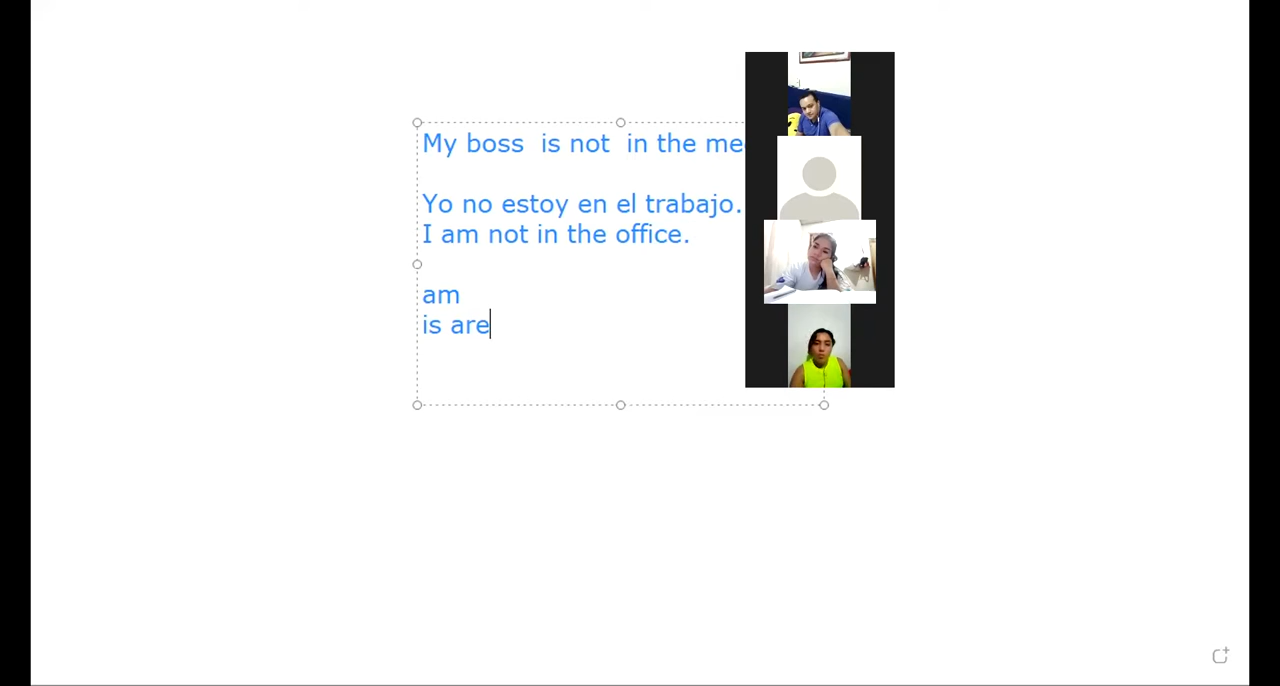 My boss  is not  in the
Yo no estoy en el trabajo.
I am not in the office.
am
is are